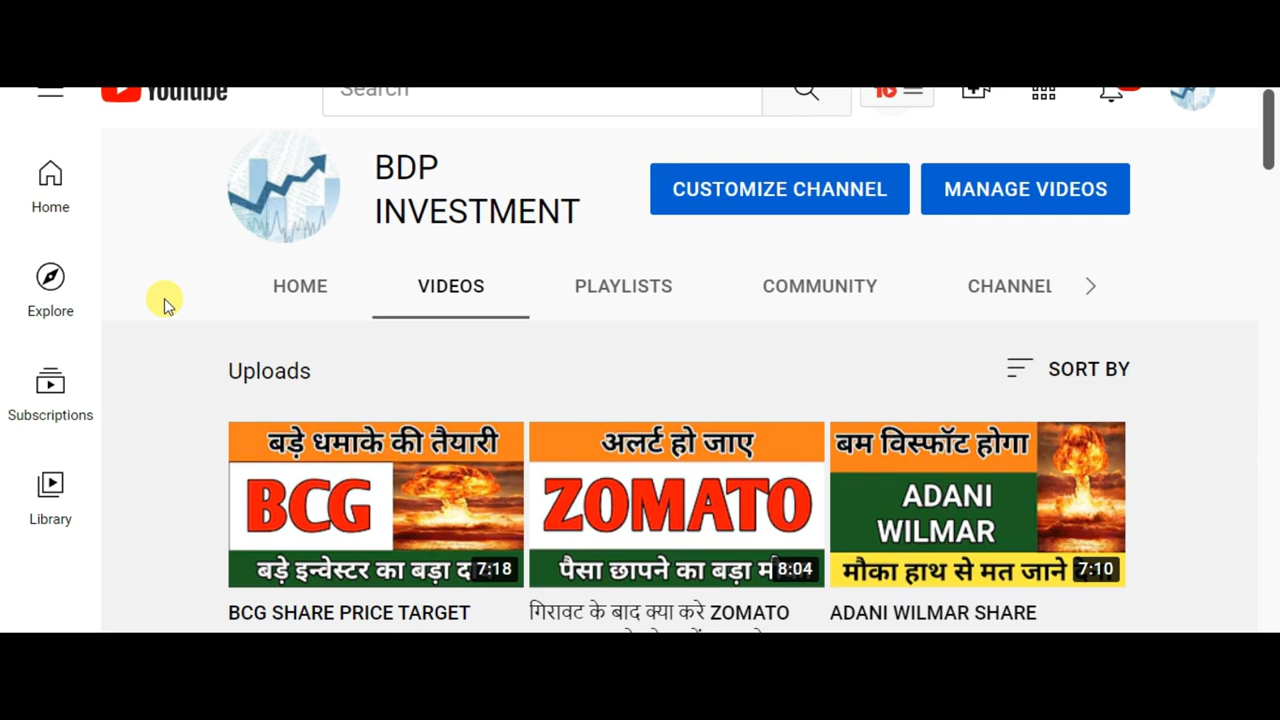 YouTube
Search
BDP
INVESTMENT
CUSTOMIZE CHANNEL
MANAGE VIDEOS
Home
Explore
Subscriptions
Library
HOME
VIDEOS
PLAYLISTS
COMMUNITY
CHANNEL
Uploads
SORT BY
बड़े धमाके की तैयारी
BCG
बड़े इन्वेस्टर का बड़ा
7:18
BCG SHARE PRICE TARGET
अलर्ट हो जाए
ZOMATO
पैसा छापने का बड़ा
8:04
गिरावट के बाद क्या करे ZOMATO
बम विस्फॉट होगा
ADANI
WILMAR
मौका हाथ से मत जाने
7:10
ADANI WILMAR SHARE